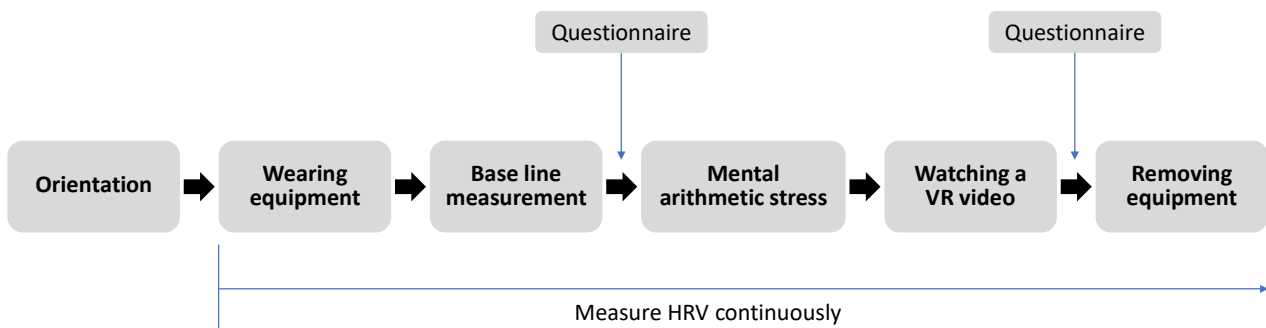 Questionnaire
Questionnaire
Orientation
Wearing
equipment
Base line
measurement
Mental
arithmetic stress
Watching a
VR video
Removing
equipment
Measure HRV continuously